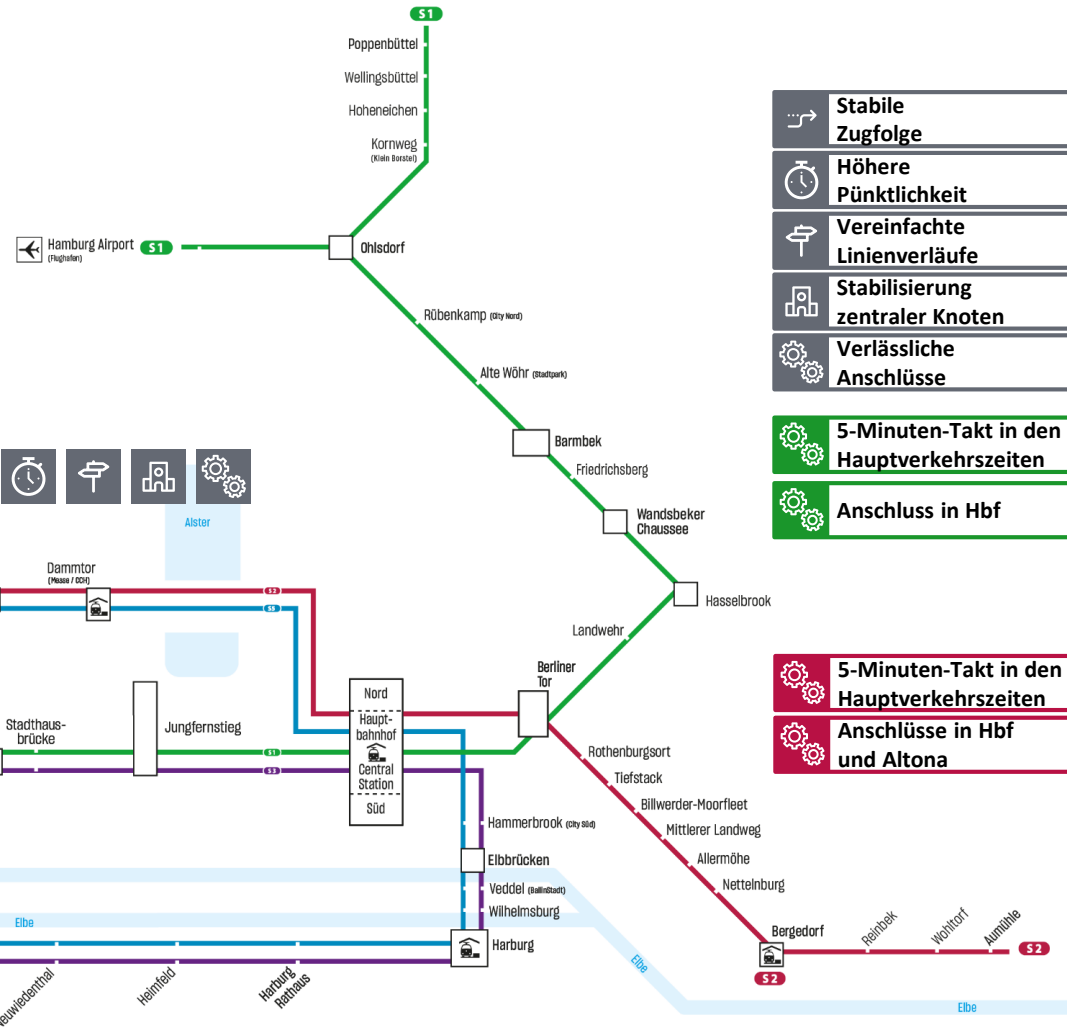 S1
Poppenbüttel
Wellingsbüttel
Hoheneichen
Kornweg
(Klein Borstel)
Hamburg Airport
(Flughafen)
S1
Ohlsdorf
Rübenkamp (City Nord)
Alte Wöhr (Stadtpark)
Barmbek
Friedrichsberg
Wandsbeker
Chaussee
Hasselbrook
Landwehr
Berliner
Tor
Stabile
Zugfolge
Höhere
Pünktlichkeit
Vereinfachte
Linienverläufe
Stabilisierung
zentraler Knoten
Verlässliche
Anschlüsse
5-Minuten-Takt in den
Hauptverkehrszeiten
Anschluss in Hbf
5-Minuten-Takt in den
Hauptverkehrszeiten
Anschlüsse in Hbf
und Altona
Alster
Dammtor
(Messe / CCH)
S2
S5
Stadthaus-
brücke
Jungfernstieg
S1
S3
Nord
Haupt-
bahnhof
Central
Station
Süd
Rothenburgsort
Tiefstack
Billwerder-Moorfleet
Mittlerer Landweg
Allermöhe
Nettelnburg
Bergedorf
S2
Reinbek
Wohltorf
Aumühle
S2
Hammerbrook (City Süd)
Elbbrücken
Veddel (BallinStadt)
Wilhelmsburg
Harburg
Elbe
Neuwiedenthal
Heimfeld
Harburg
Rathaus
Elbe
Elbe